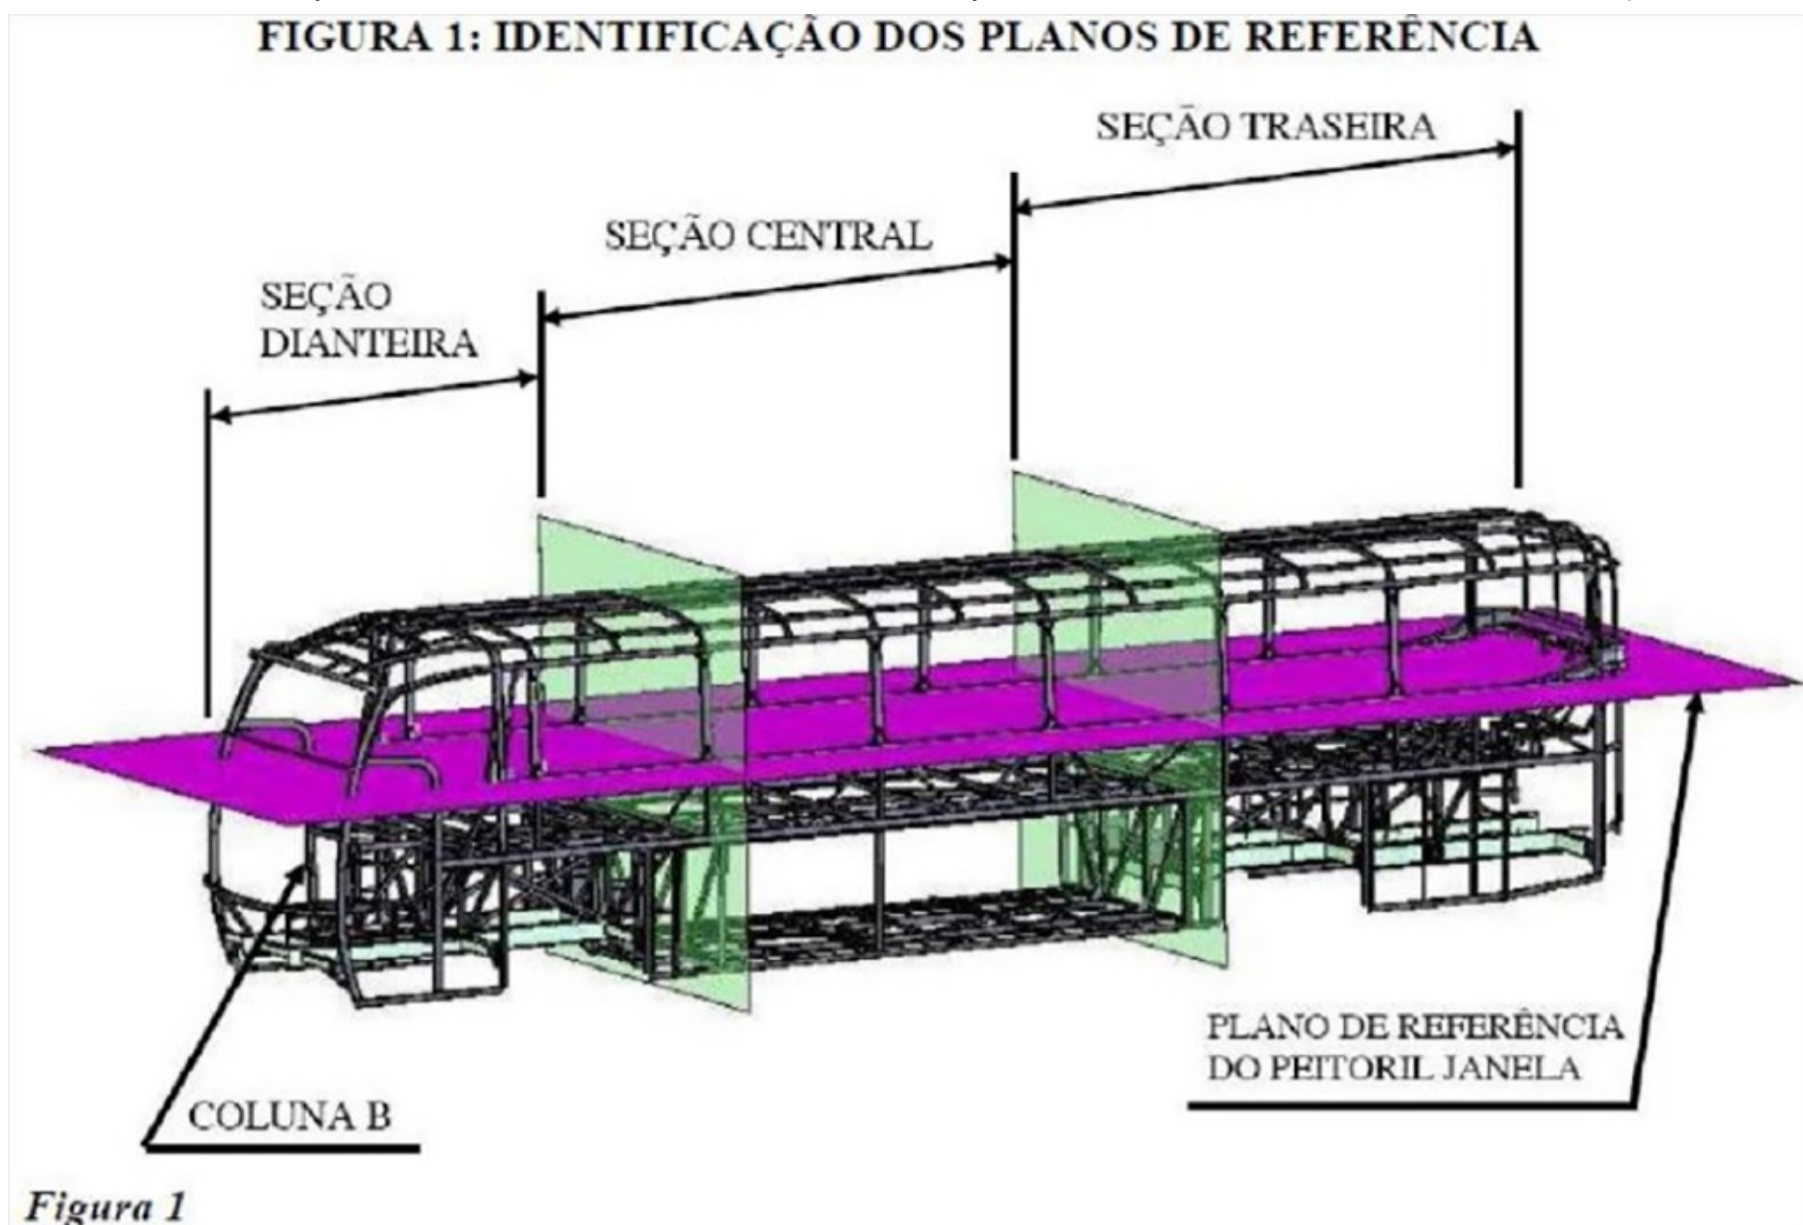 FIGURA 1: IDENTIFICAÇÃO DOS PLANOS DE REFERÊNCIA
SEÇÃO TRASEIRA
SEÇÃO CENTRAL
SEÇÃO
DIANTEIRA
PLANO DE REFERÊNCIA
DO PEITORIL JANELA
COLUNA B
Figura 1